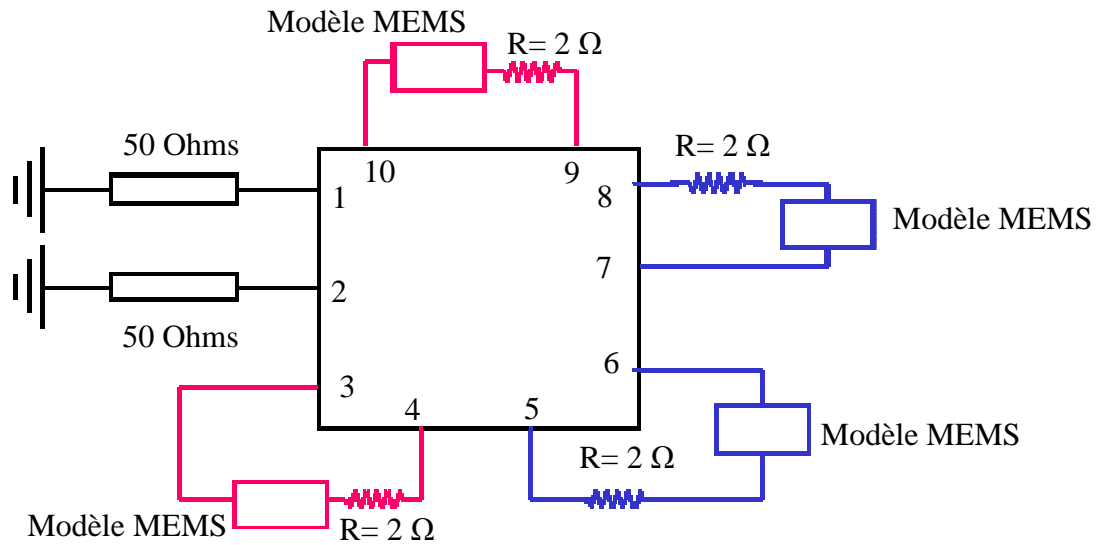 Modèle MEMS
R= 2 Ω
50 Ohms
10
9
R= 2 Ω
1
8
Modèle MEMS
2
7
50 Ohms
6
3
4
5
Modèle MEMS
R= 2 Ω
Modèle MEMS
R= 2 Ω